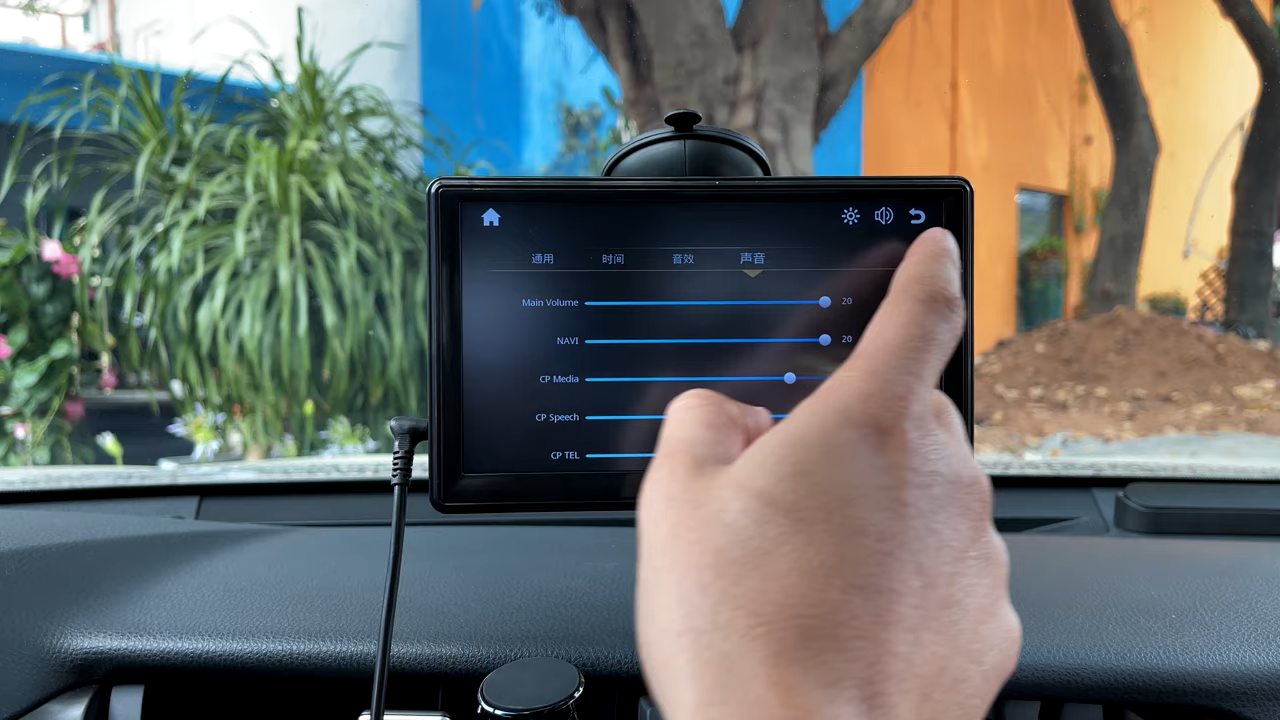 通用 时间 音效 声音
Main Volume 20
NAVI 20
CP Media
CP Speech
CP TEL